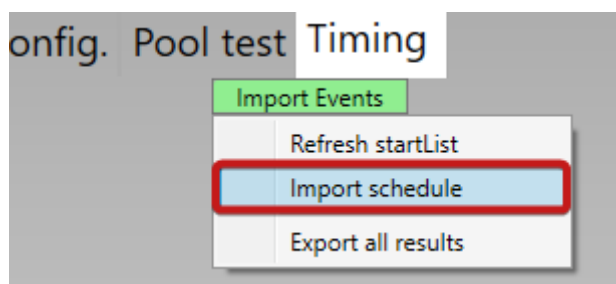 onfig. Pool test Timing
Import Events
Refresh startList
Import schedule
Export all results